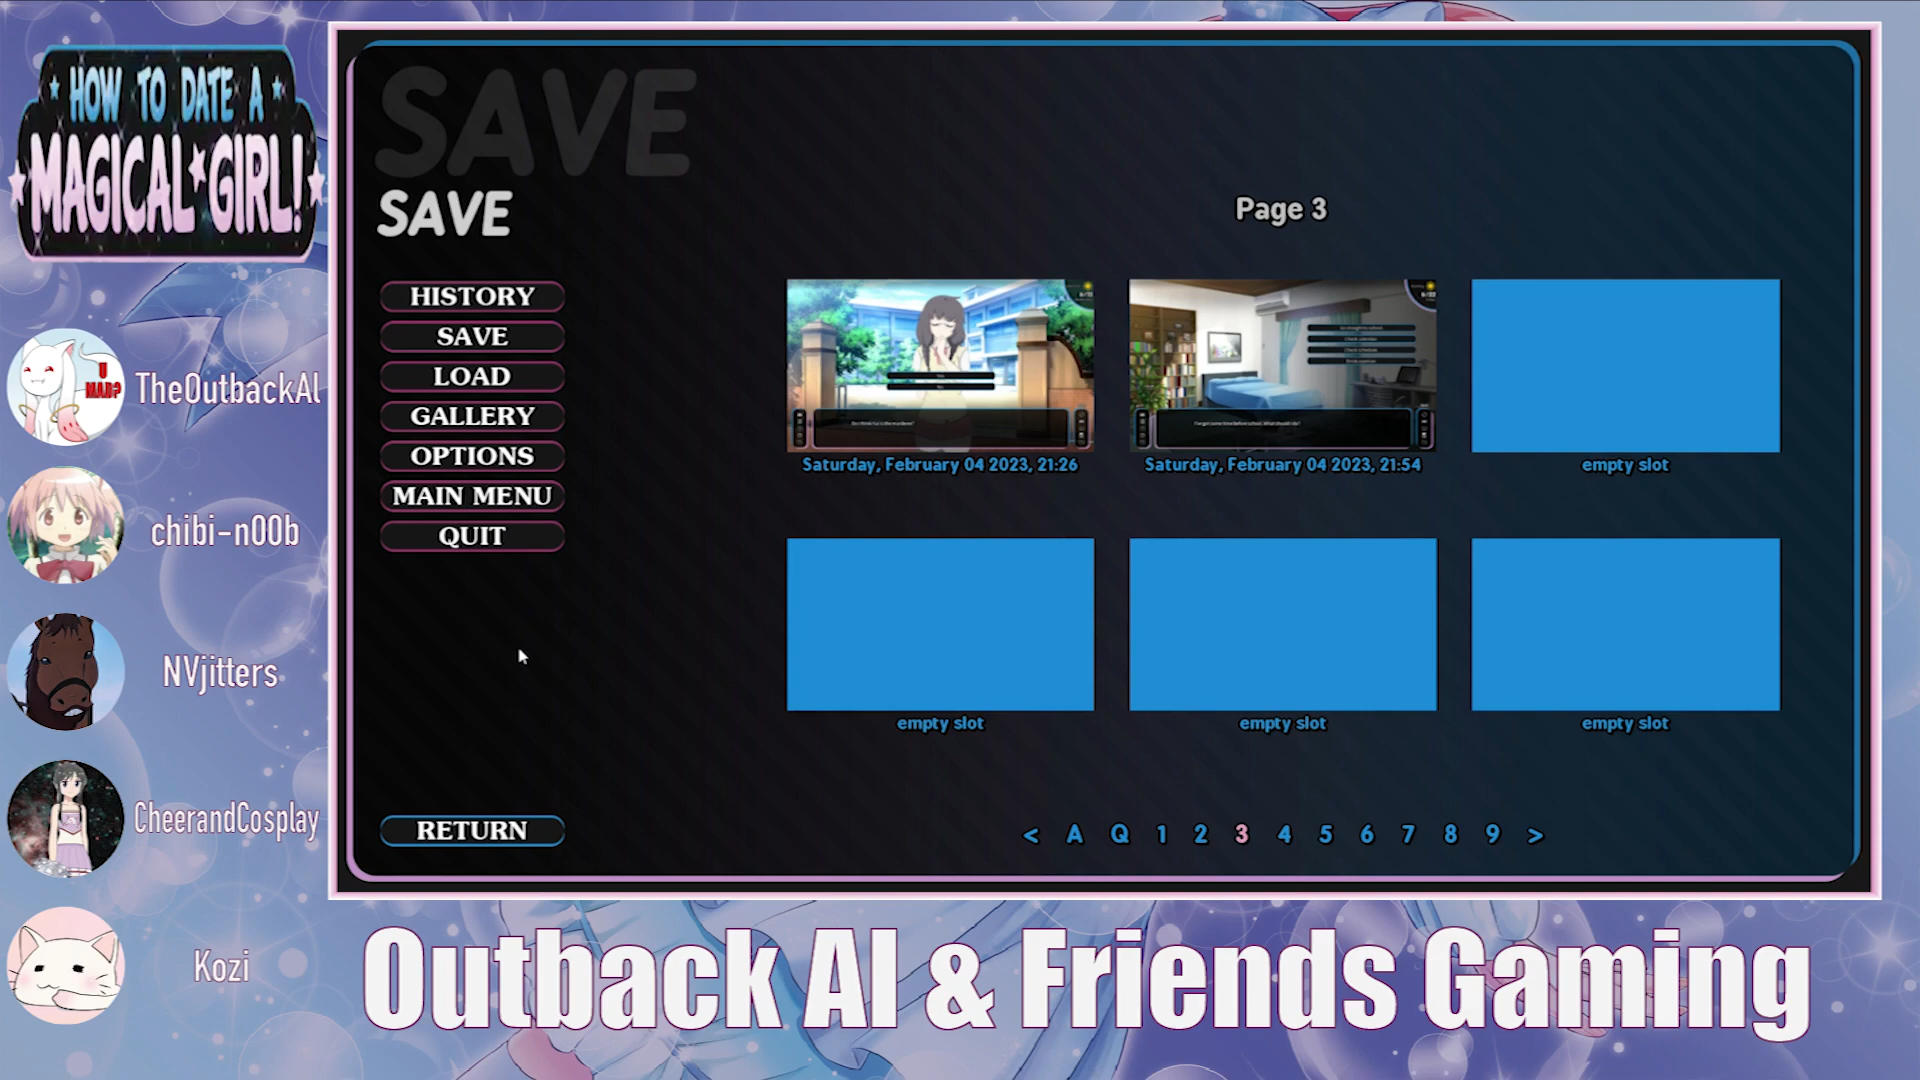 HOW TO DATE A
MAGICAL GIRL!
U
MAD?
TheOutbackAl
chibi-n00b
NVjitters
CheerandCosplay
Kozi
SAVE
SAVE
HISTORY
SAVE
LOAD
GALLERY
OPTIONS
MAIN MENU
QUIT
RETURN
Page 3
Saturday, February 04 2023, 21:26
Saturday, February 04 2023, 21:54
empty slot
empty slot
empty slot
empty slot
< A Q 1 2 3 4 5 6 7 8 9 >
Outback Al & Friends Gaming